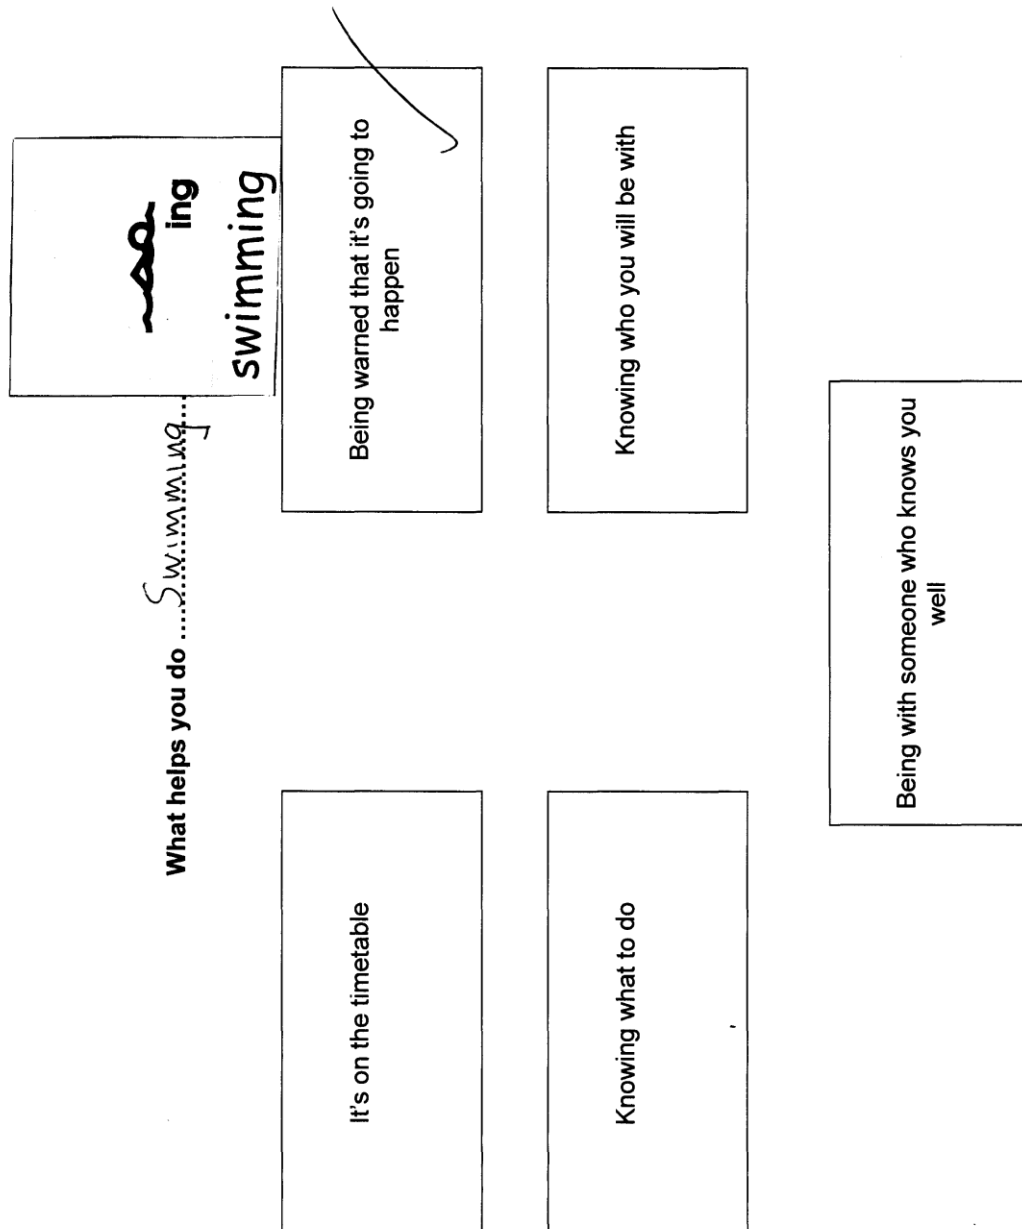 What helps you do ....Swimming....
ing
swimming
It's on the timetable
Being warned that it's going to
happen
Knowing what to do
Knowing who you will be with
Being with someone who knows you
well